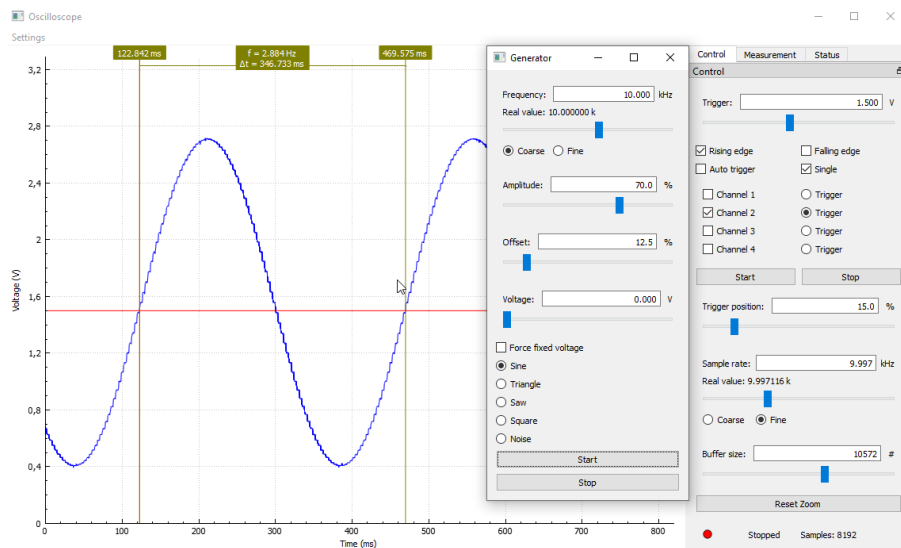 Oscilloscope
Settings
122.842 ms
f = 2.884 Hz
Δt = 346.733 ms
469.575 ms
3,2
2,8
2,4
2
1,6
1,2
0,8
0,4
0
Voltage (V)
0 100 200 300 400 500 600 700 800
Time (ms)
Generator
Frequency: 10.000 kHz
Real value: 10.000000 k
Coarse Fine
Amplitude: 70.0 %
Offset: 12.5 %
Voltage: 0.000 V
Force fixed voltage
Sine
Triangle
Saw
Square
Noise
Start
Stop
Control Measurement Status
Control
Trigger: 1.500 V
Rising edge Falling edge
Auto trigger Single
Channel 1 Trigger
Channel 2 Trigger
Channel 3 Trigger
Channel 4 Trigger
Start Stop
Trigger position: 15.0 %
Sample rate: 9.997 kHz
Real value: 9.997116 k
Coarse Fine
Buffer size: 10572 #
Reset Zoom
Stopped Samples: 8192